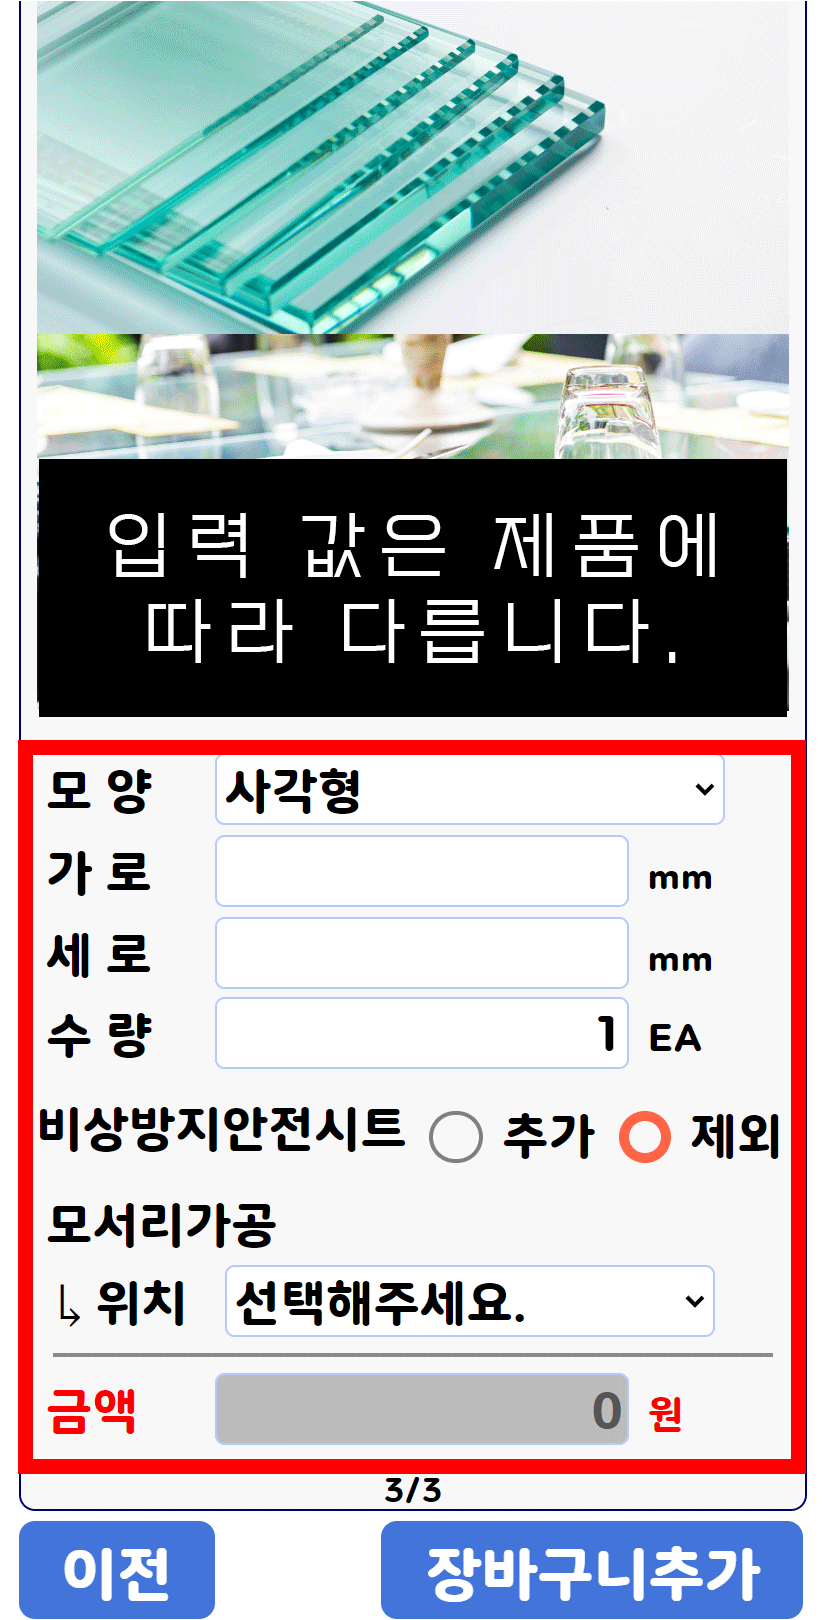 입력 값은 제품에
따라 다릅니다.
모 양 사각형
가 로 mm
세 로 mm
수 량 1 EA
비상방지안전시트 추가 제외
모서리가공
↳ 위치 선택해주세요.
금액 0 원
3/3
이전 장바구니추가